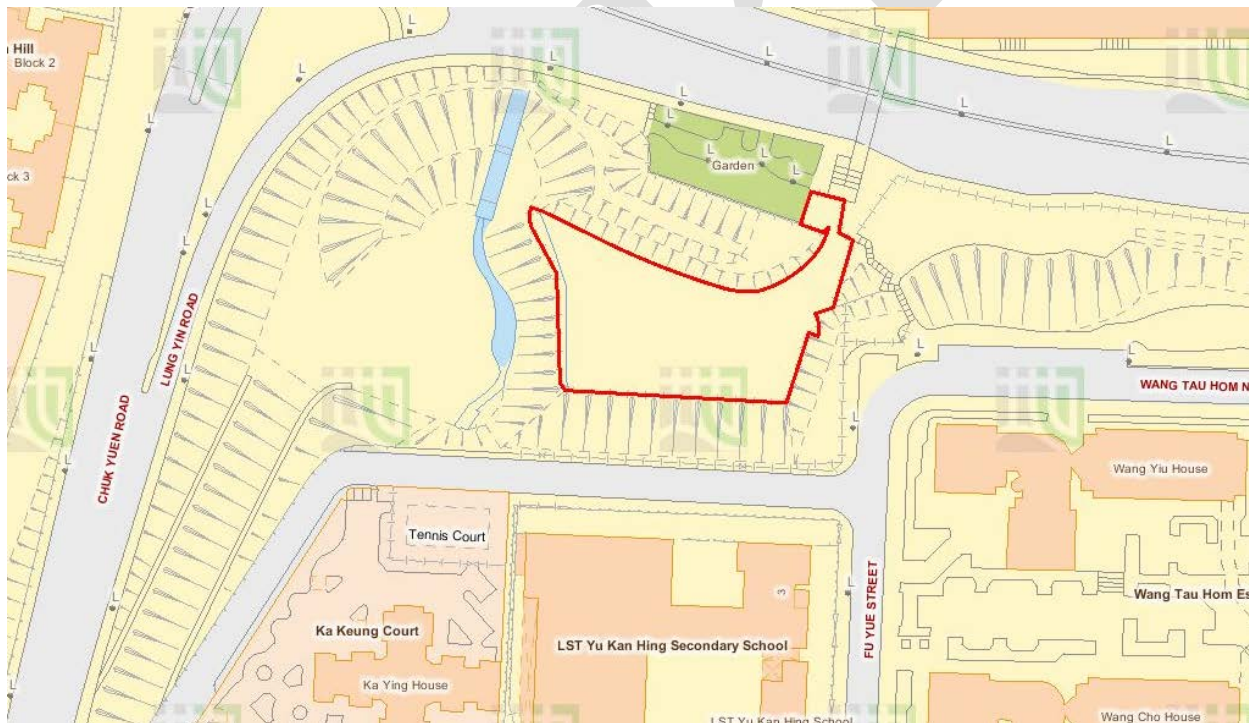 n Hill
Block 2
ck 3
L
L
L
L
L
L
L
L
L
L
L
L
Garden
L
L
L
LUNG YIN ROAD
CHUK YUEN ROAD
L
L
L
L
L
L
L
L
WANG TAU HOM N
Wang Yiu House
Tennis Court
3
Ka Keung Court
LST Yu Kan Hing Secondary School
FU YUE STREET
Wang Tau Hom Es
Ka Ying House
LST Yu Kan Hing Secondary School
Wang Cho House